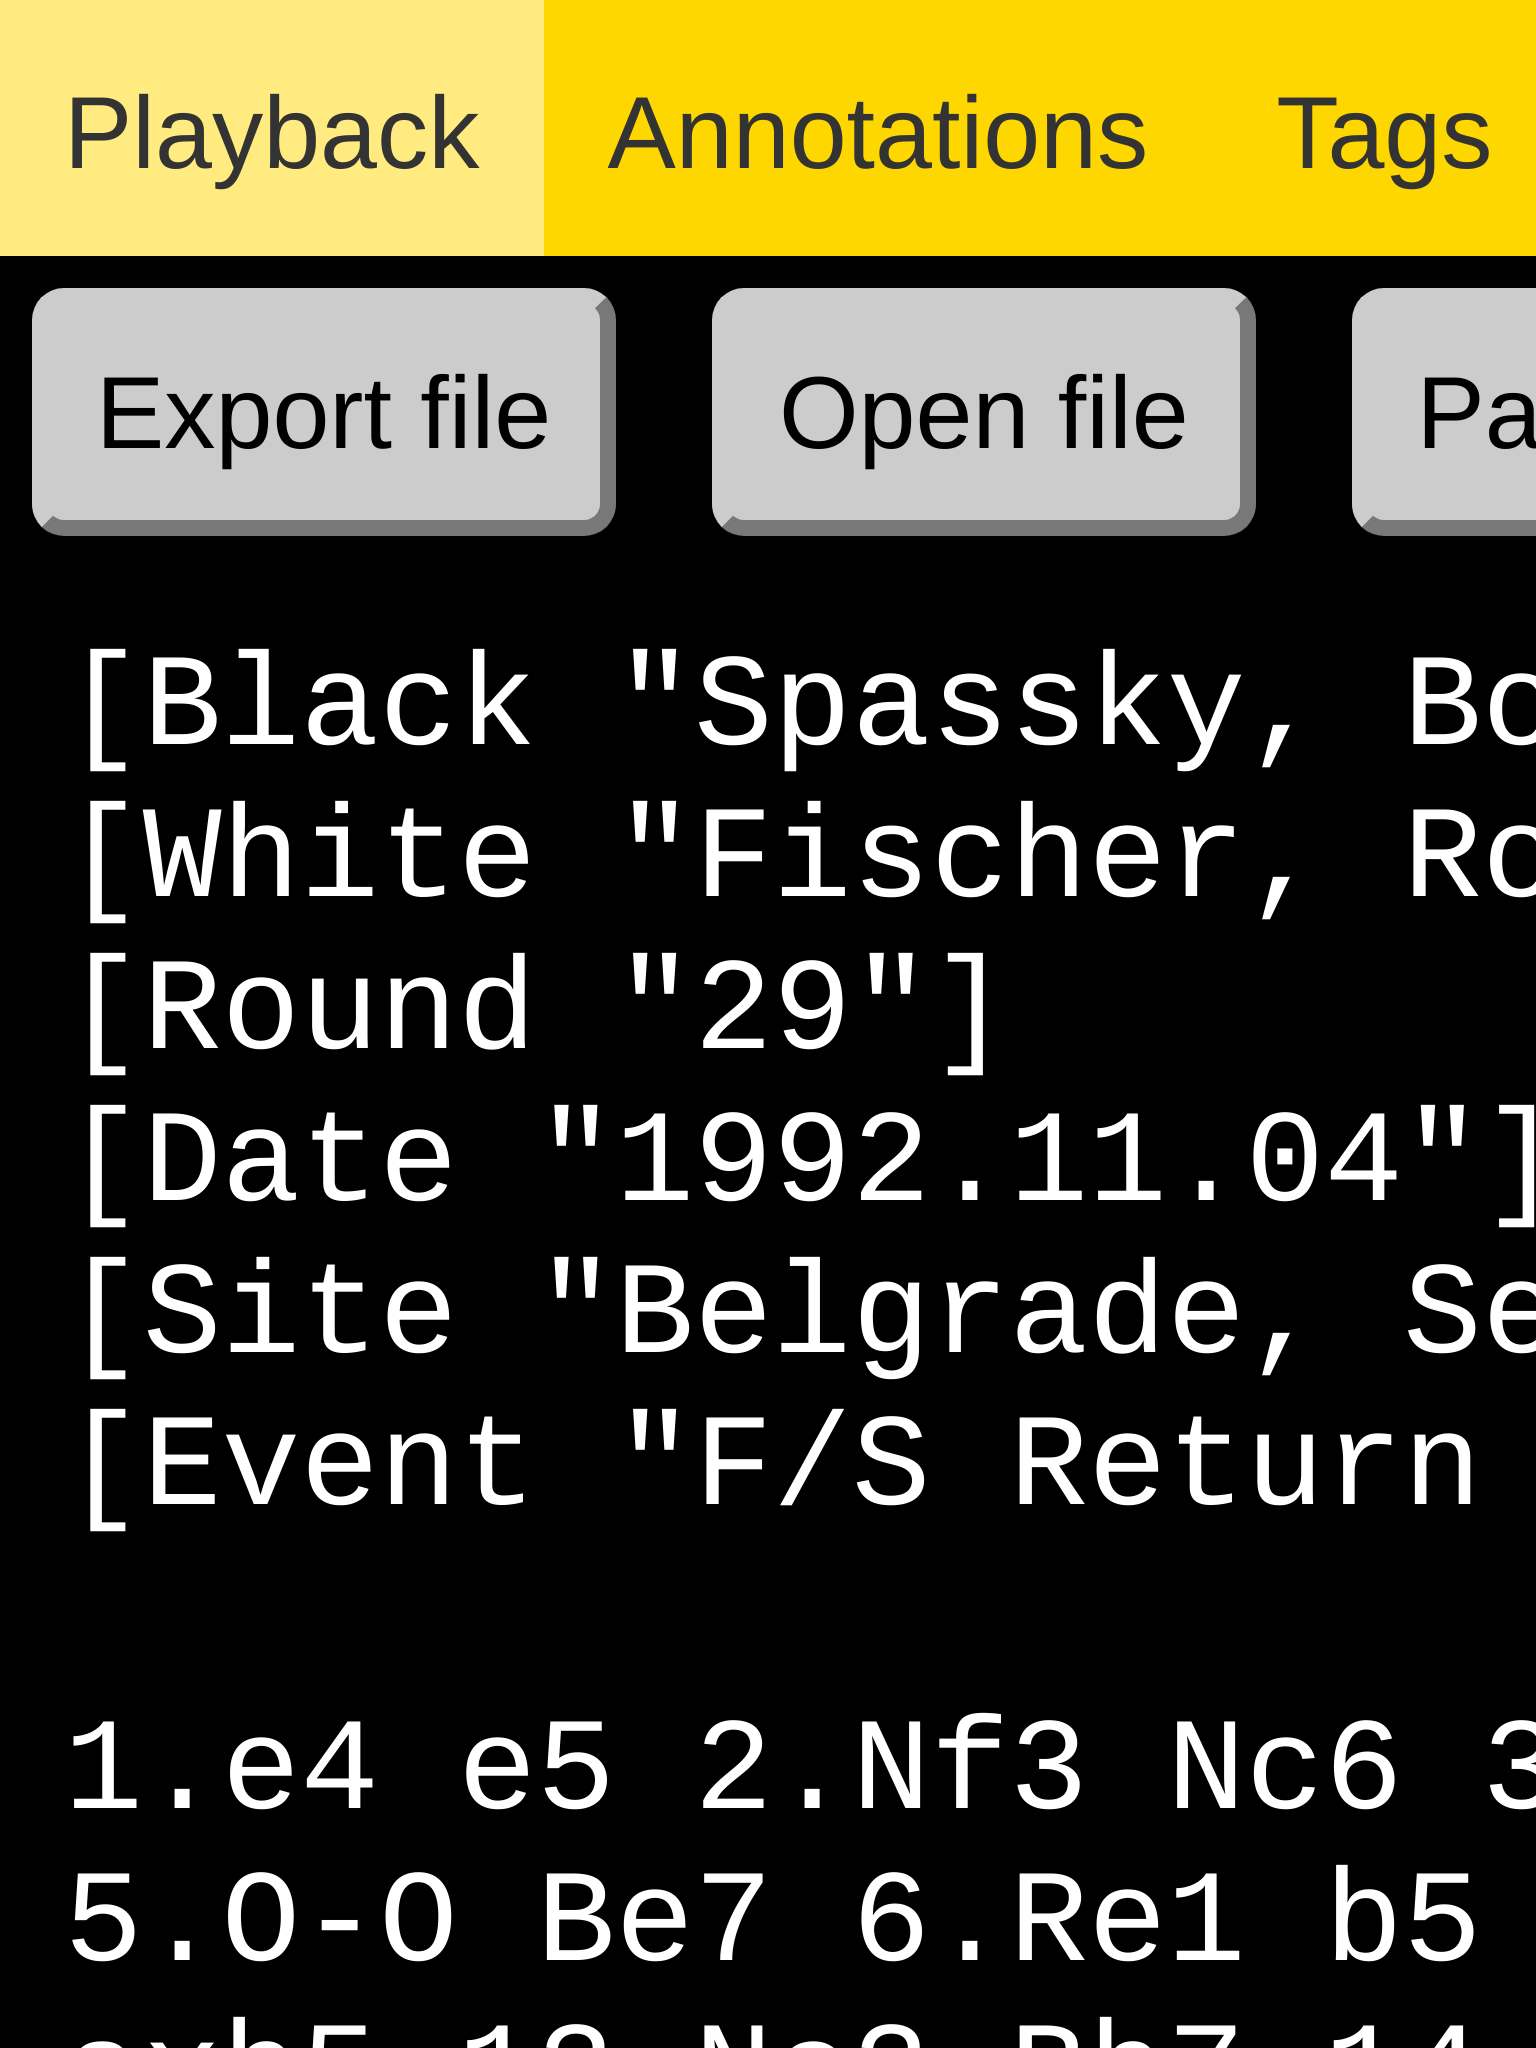 Playback Annotations Tags
Export file Open file Pa
[Black "Spassky, Bo
[White "Fischer, Ro
[Round "29"]
[Date "1992.11.04"]
[Site "Belgrade, Se
[Event "F/S Return
1.e4 e5 2.Nf3 Nc6 3
5.O-O Be7 6.Re1 b5